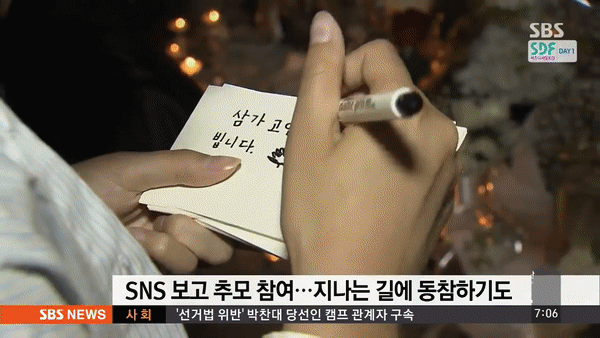 SBS
SDF DAY 1
삼가 고
빕니다.
SNS 보고 추모 참여…지나는 길에 동참하기도
SBS NEWS 사 회 '선거법 위반' 박찬대 당선인 캠프 관계자 구속 7:06